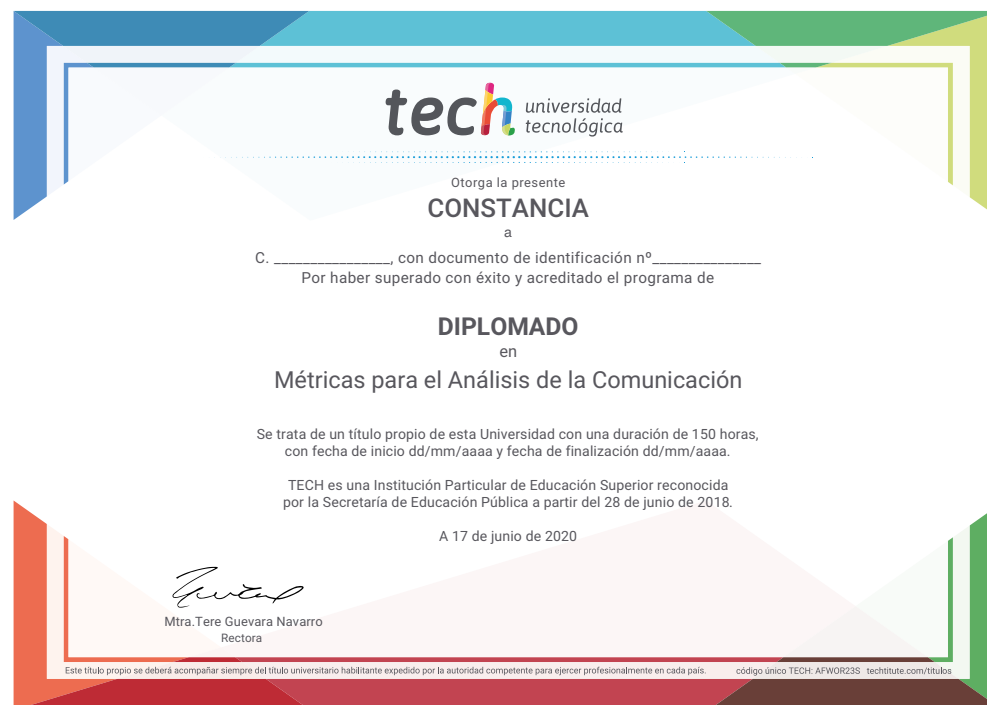 tech universidad
tecnológica
Otorga la presente
CONSTANCIA
a
C. ________________, con documento de identificación nº_______________
Por haber superado con éxito y acreditado el programa de
DIPLOMADO
en
Métricas para el Análisis de la Comunicación
Se trata de un título propio de esta Universidad con una duración de 150 horas,
con fecha de inicio dd/mm/aaaa y fecha de finalización dd/mm/aaaa.
TECH es una Institución Particular de Educación Superior reconocida
por la Secretaría de Educación Pública a partir del 28 de junio de 2018.
A 17 de junio de 2020
Mtra.Tere Guevara Navarro
Rectora
Este título propio se deberá acompañar siempre del título universitario habilitante expedido por la autoridad competente para ejercer profesionalmente en cada país. código único TECH: AFWOR23S techtitute.com/titulos